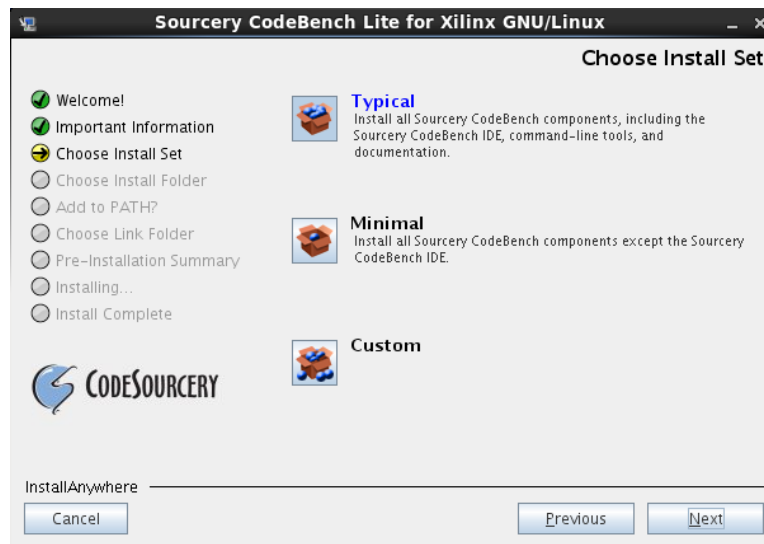 Sourcery CodeBench Lite for Xilinx GNU/Linux
Choose Install Set
Welcome!
Important Information
Choose Install Set
Choose Install Folder
Add to PATH?
Choose Link Folder
Pre-Installation Summary
Installing...
Install Complete
CODESOURCERY
Typical
Install all Sourcery CodeBench components, including the
Sourcery CodeBench IDE, command-line tools, and
documentation.
Minimal
Install all Sourcery CodeBench components except the Sourcery
CodeBench IDE.
Custom
InstallAnywhere
Cancel
Previous
Next